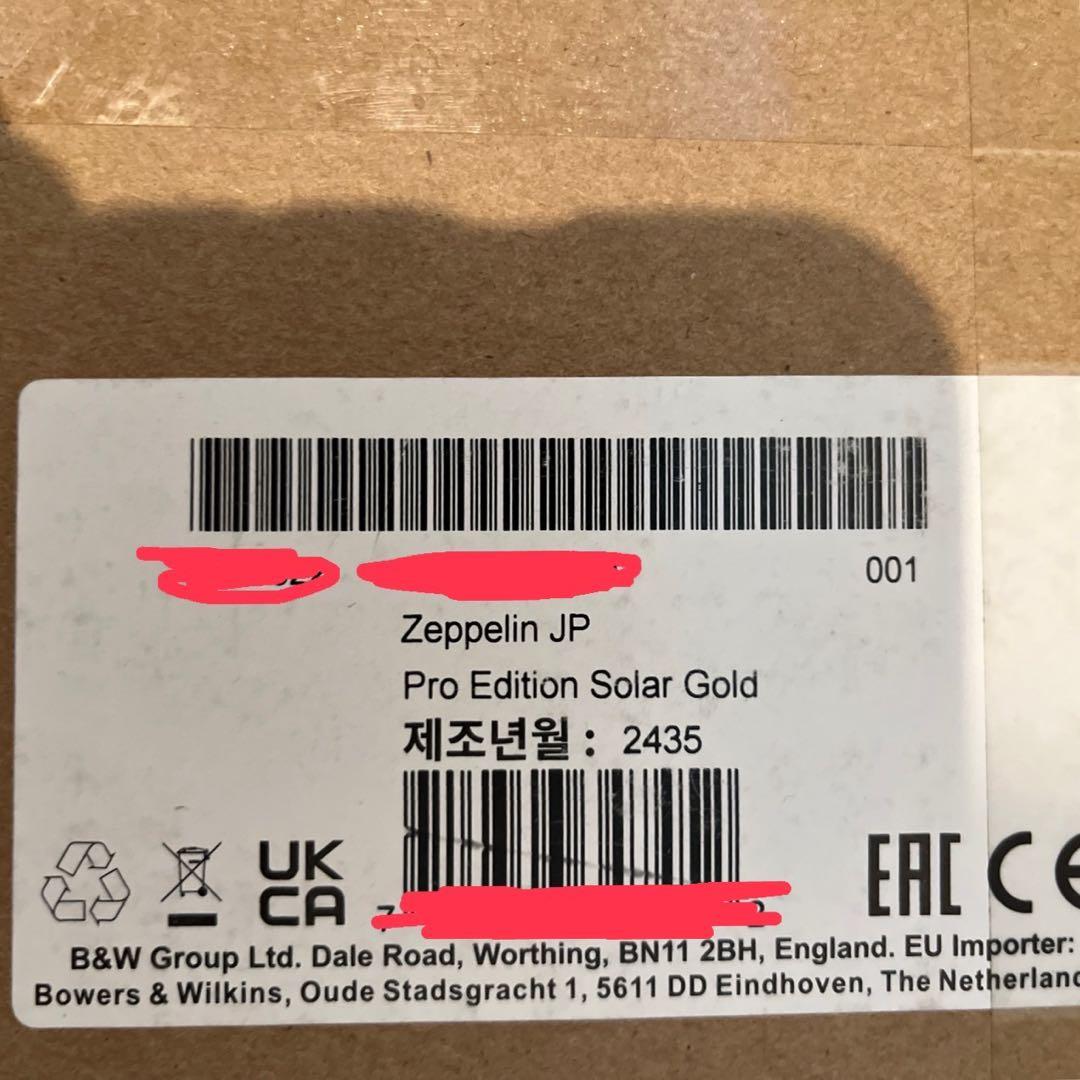 001
Zeppelin JP
Pro Edition Solar Gold
제조년월 : 2435
UK
CA
EAC CE
B&W Group Ltd. Dale Road, Worthing, BN11 2BH, England. EU Importer:
Bowers & Wilkins, Oude Stadsgracht 1, 5611 DD Eindhoven, The